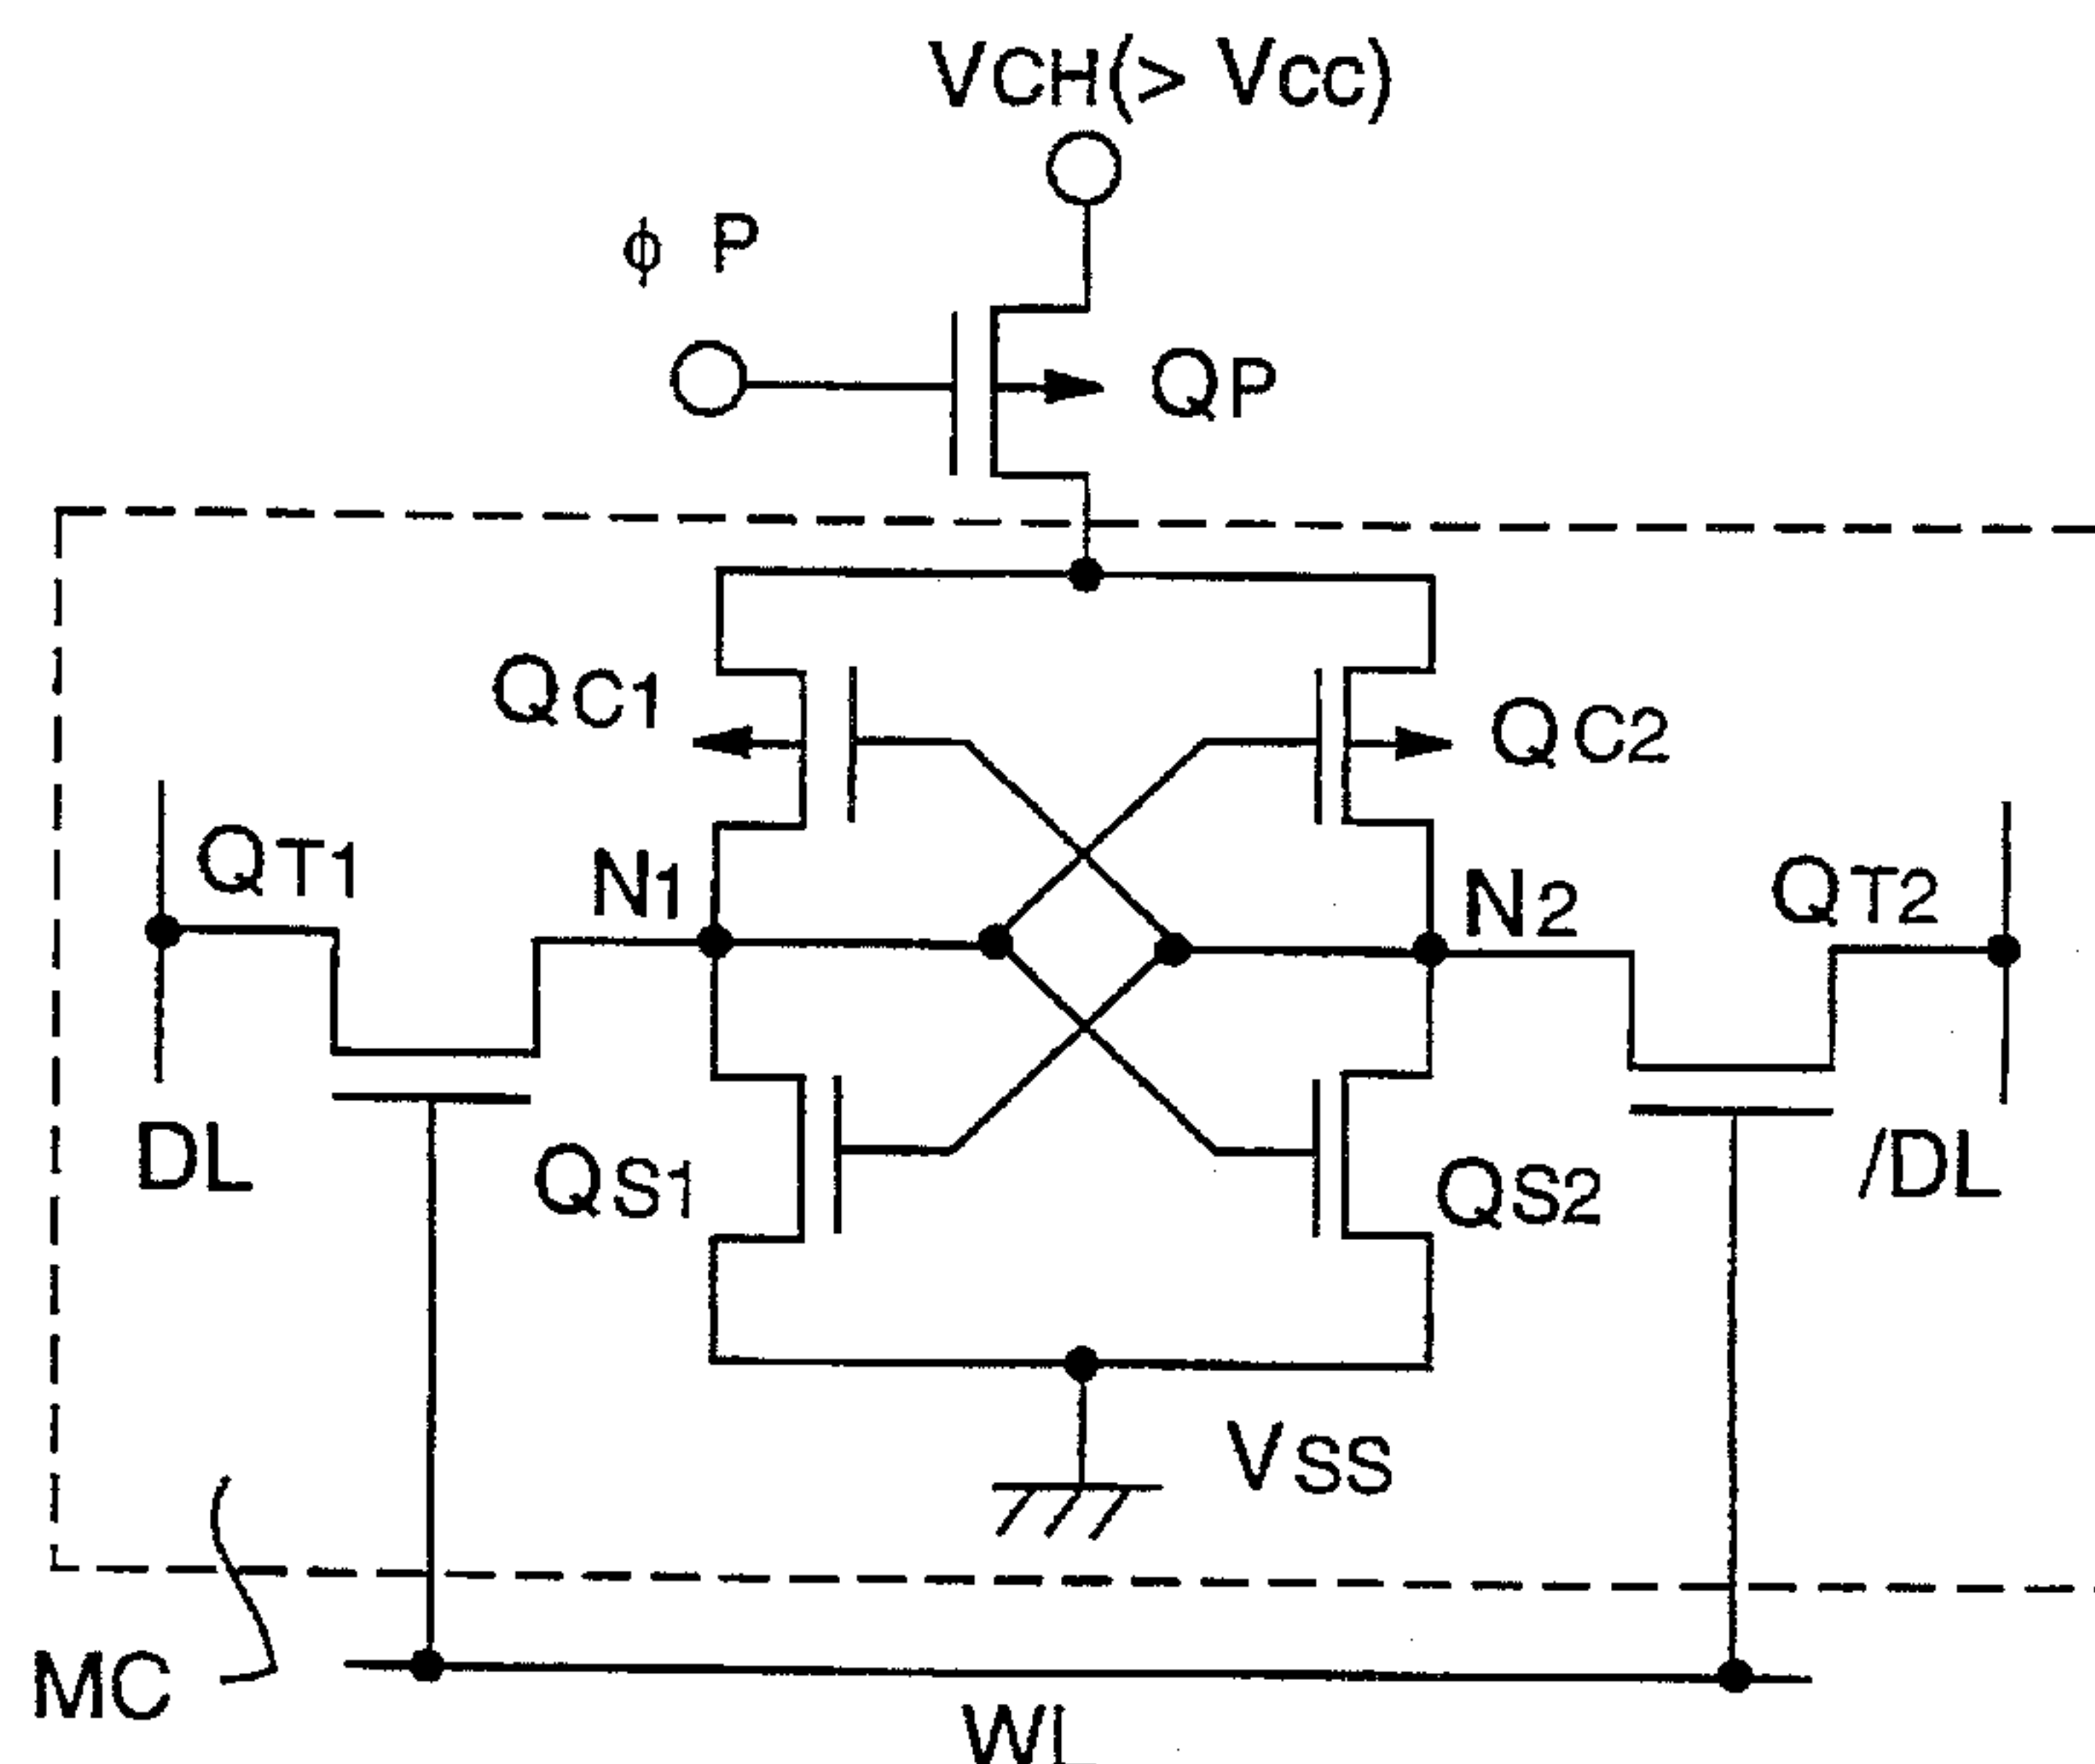 VCH(> VCC)
ϕ P
QP
QC1
QC2
QT1
N1
N2
QT2
DL
QS1
QS2
/DL
VSS
MC
WL